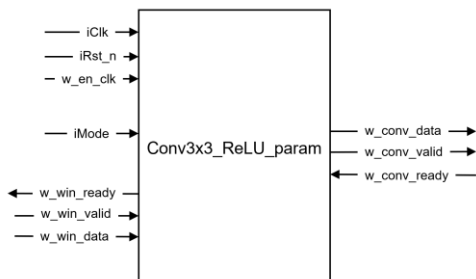 iClk
iRst_n
w_en_clk
iMode
Conv3x3_ReLU_param
w_conv_data
w_conv_valid
w_conv_ready
w_win_ready
w_win_valid
w_win_data